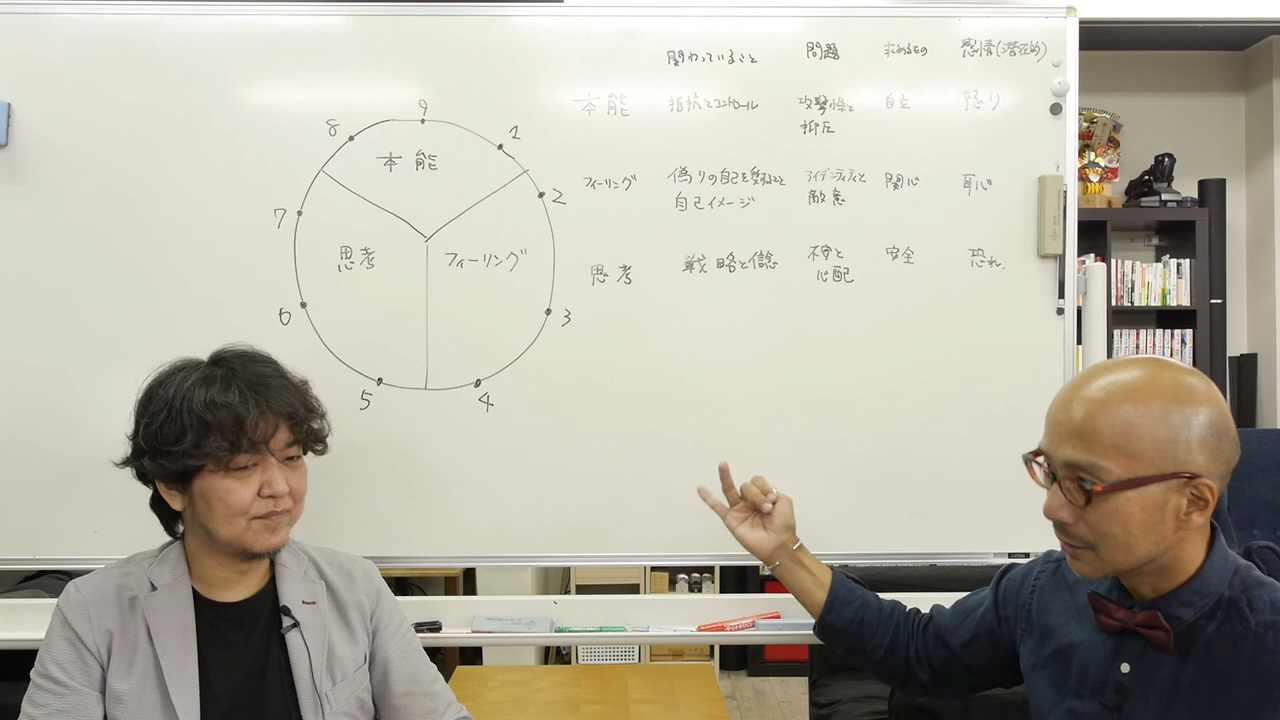 関わっていること 問題 求めるもの 感情(潜在的)
本能 抵抗とコントロール 攻撃性と 自立 怒り
抑圧
フィーリング 偽りの自己を愛すること アイデンティティと 関心 恥
自己イメージ 敵意
思考 戦略と信念 不安と 安全 恐れ
心配
9
8 1
本能
7 2
思考 フィーリング
6 3
5 4